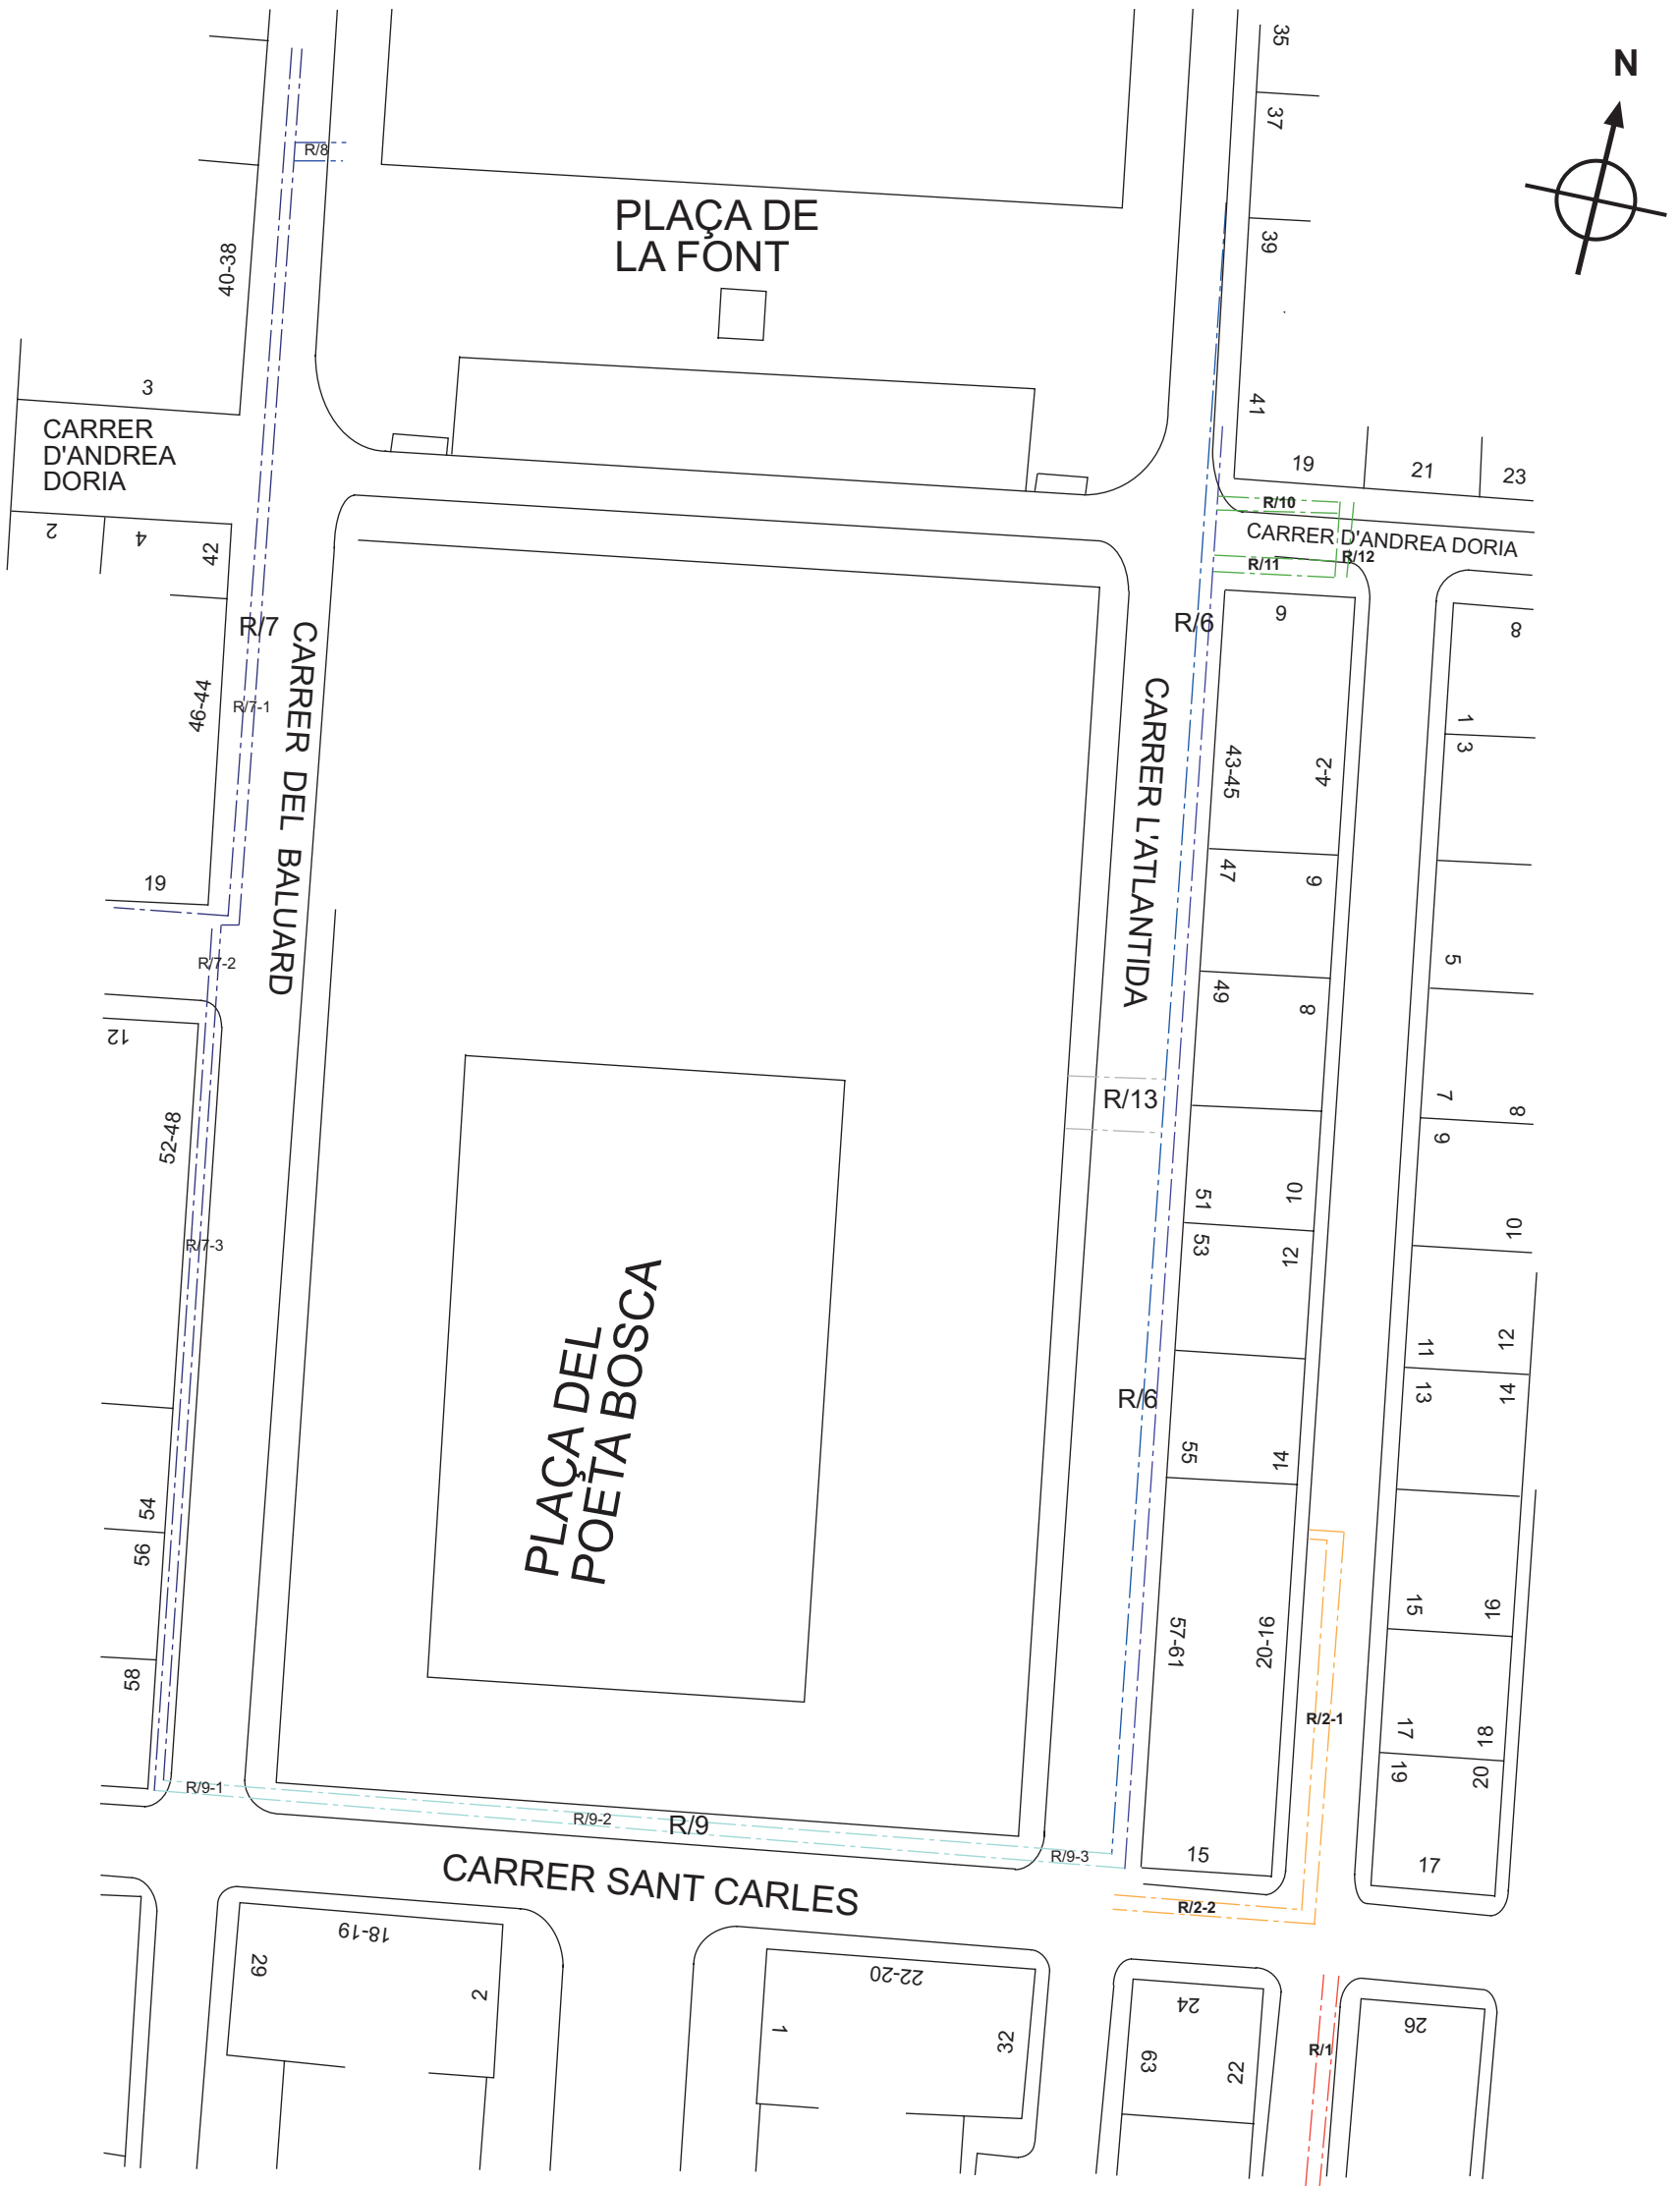 N
35
37
39
41
R/8
PLAÇA DE
LA FONT
40-38
3
CARRER
D'ANDREA
DORIA
2
4
42
19
21
23
R/10
CARRER D'ANDREA DORIA
R/11
R/12
R/7
R/6
9
8
46-44
R/7-1
CARRER DEL BALUARD
CARRER L'ATLANTIDA
43-45
4-2
1
3
19
47
6
R/7-2
49
8
5
12
R/13
7
8
9
52-48
51
10
10
53
12
R/7-3
PLAÇA DEL
POETA BOSCA
R/6
11
12
13
14
55
14
54
56
57-61
20-16
15
16
58
R/2-1
17
18
19
20
R/9-1
R/9-2
R/9
R/9-3
15
17
CARRER SANT CARLES
R/2-2
18-19
29
2
22-20
1
32
24
63
22
R/1
26